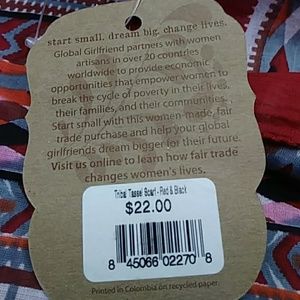 start small. dream big. change lives.
Global Girlfriend partners with women
artisans in over 20 countries
worldwide to provide economic
opportunities that empower women to
break the cycle of poverty in their lives,
their families, and their communities.
Start small with this women-made, fair
trade purchase and help your global
girlfriends dream bigger for their future.
Visit us online to learn how fair trade
changes women's lives.
Tribal Tassel Scarf - Red & Black
$22.00
8 45066 02270 8
Printed in Colombia on recycled paper.